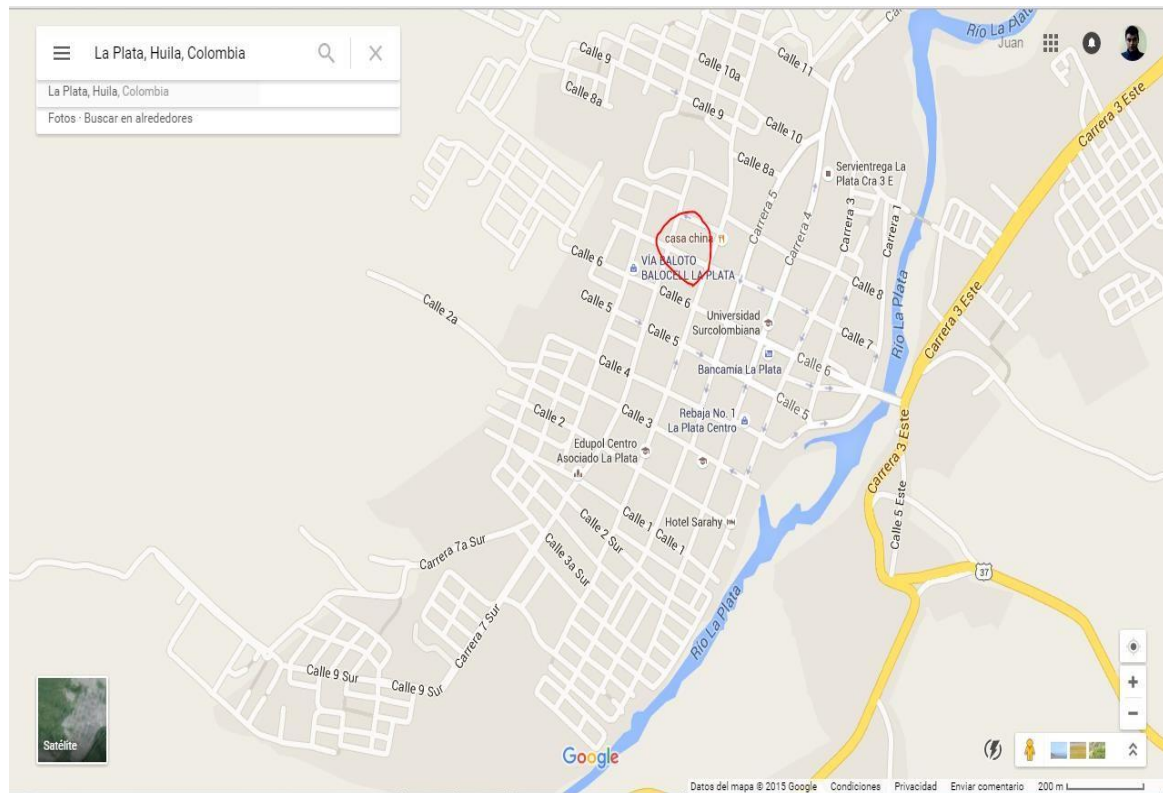 La Plata, Huila, Colombia
La Plata, Huila, Colombia
Fotos · Buscar en alrededores
Juan
Río La Plata
Calle 9
Calle 8a
Calle 10a
Calle 11
Calle 9
Calle 10
Calle 8a
Carrera 3 Este
Servientrega La
Plata Cra 3 E
Carrera 5
Carrera 4
Carrera 3
Carrera 1
casa china
Calle 6
VÍA BALOTO
BALOCELL LA PLATA
Calle 8
Río La Plata
Carrera 3 Este
Calle 2a
Calle 5
Calle 6
Calle 5
Universidad
Surcolombiana
Calle 7
Calle 4
Bancamia La Plata
Calle 6
Calle 2
Calle 3
Rebaja No. 1
La Plata Centro
Calle 5
Edupol Centro
Asociado La Plata
Carrera 3 Este
Calle 5 Este
Hotel Sarahy
Calle 1
Calle 1
Calle 2 Sur
Calle 3a Sur
Carrera 7a Sur
37
Río La Plata
Carrera 7 Sur
Calle 9 Sur
Calle 9 Sur
Satélite
Google
Datos del mapa © 2015 Google Condiciones Privacidad Enviar comentario 200 m